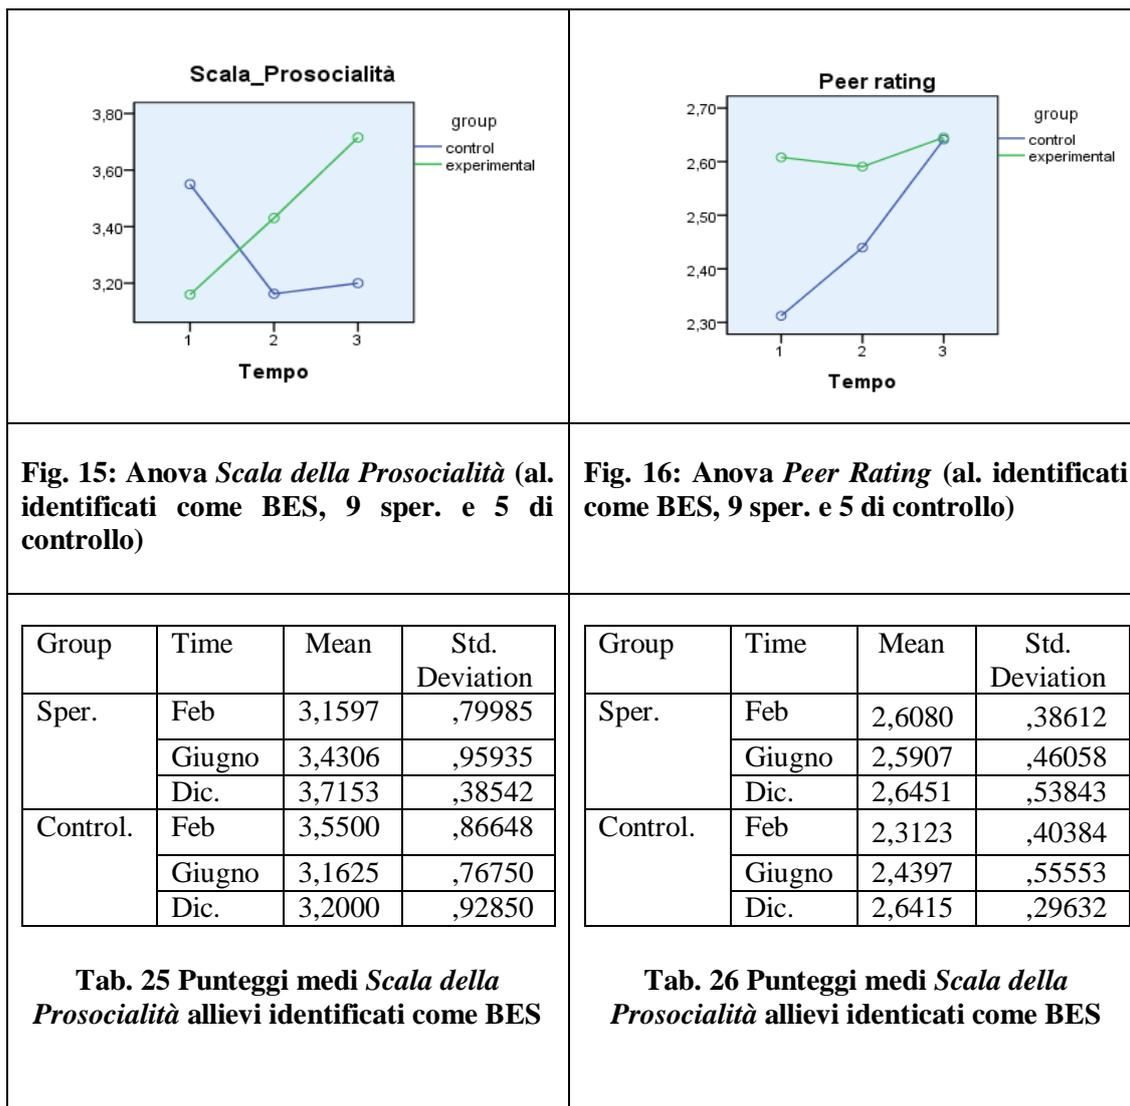 Scala_Prosocialità
3,80
3,60
3,40
3,20
1 2 3
Tempo
group
control
experimental
Peer rating
2,70
2,60
2,50
2,40
2,30
1 2 3
Tempo
group
control
experimental
Fig. 15: Anova Scala della Prosocialità (al.
identificati come BES, 9 sper. e 5 di
controllo)
Fig. 16: Anova Peer Rating (al. identificati
come BES, 9 sper. e 5 di controllo)
Group Time Mean Std.
Deviation
Sper. Feb 3,1597 ,79985
Giugno 3,4306 ,95935
Dic. 3,7153 ,38542
Control. Feb 3,5500 ,86648
Giugno 3,1625 ,76750
Dic. 3,2000 ,92850
Tab. 25 Punteggi medi Scala della
Prosocialità allievi identificati come BES
Group Time Mean Std.
Deviation
Sper. Feb 2,6080 ,38612
Giugno 2,5907 ,46058
Dic. 2,6451 ,53843
Control. Feb 2,3123 ,40384
Giugno 2,4397 ,55553
Dic. 2,6415 ,29632
Tab. 26 Punteggi medi Scala della
Prosocialità allievi identicati come BES